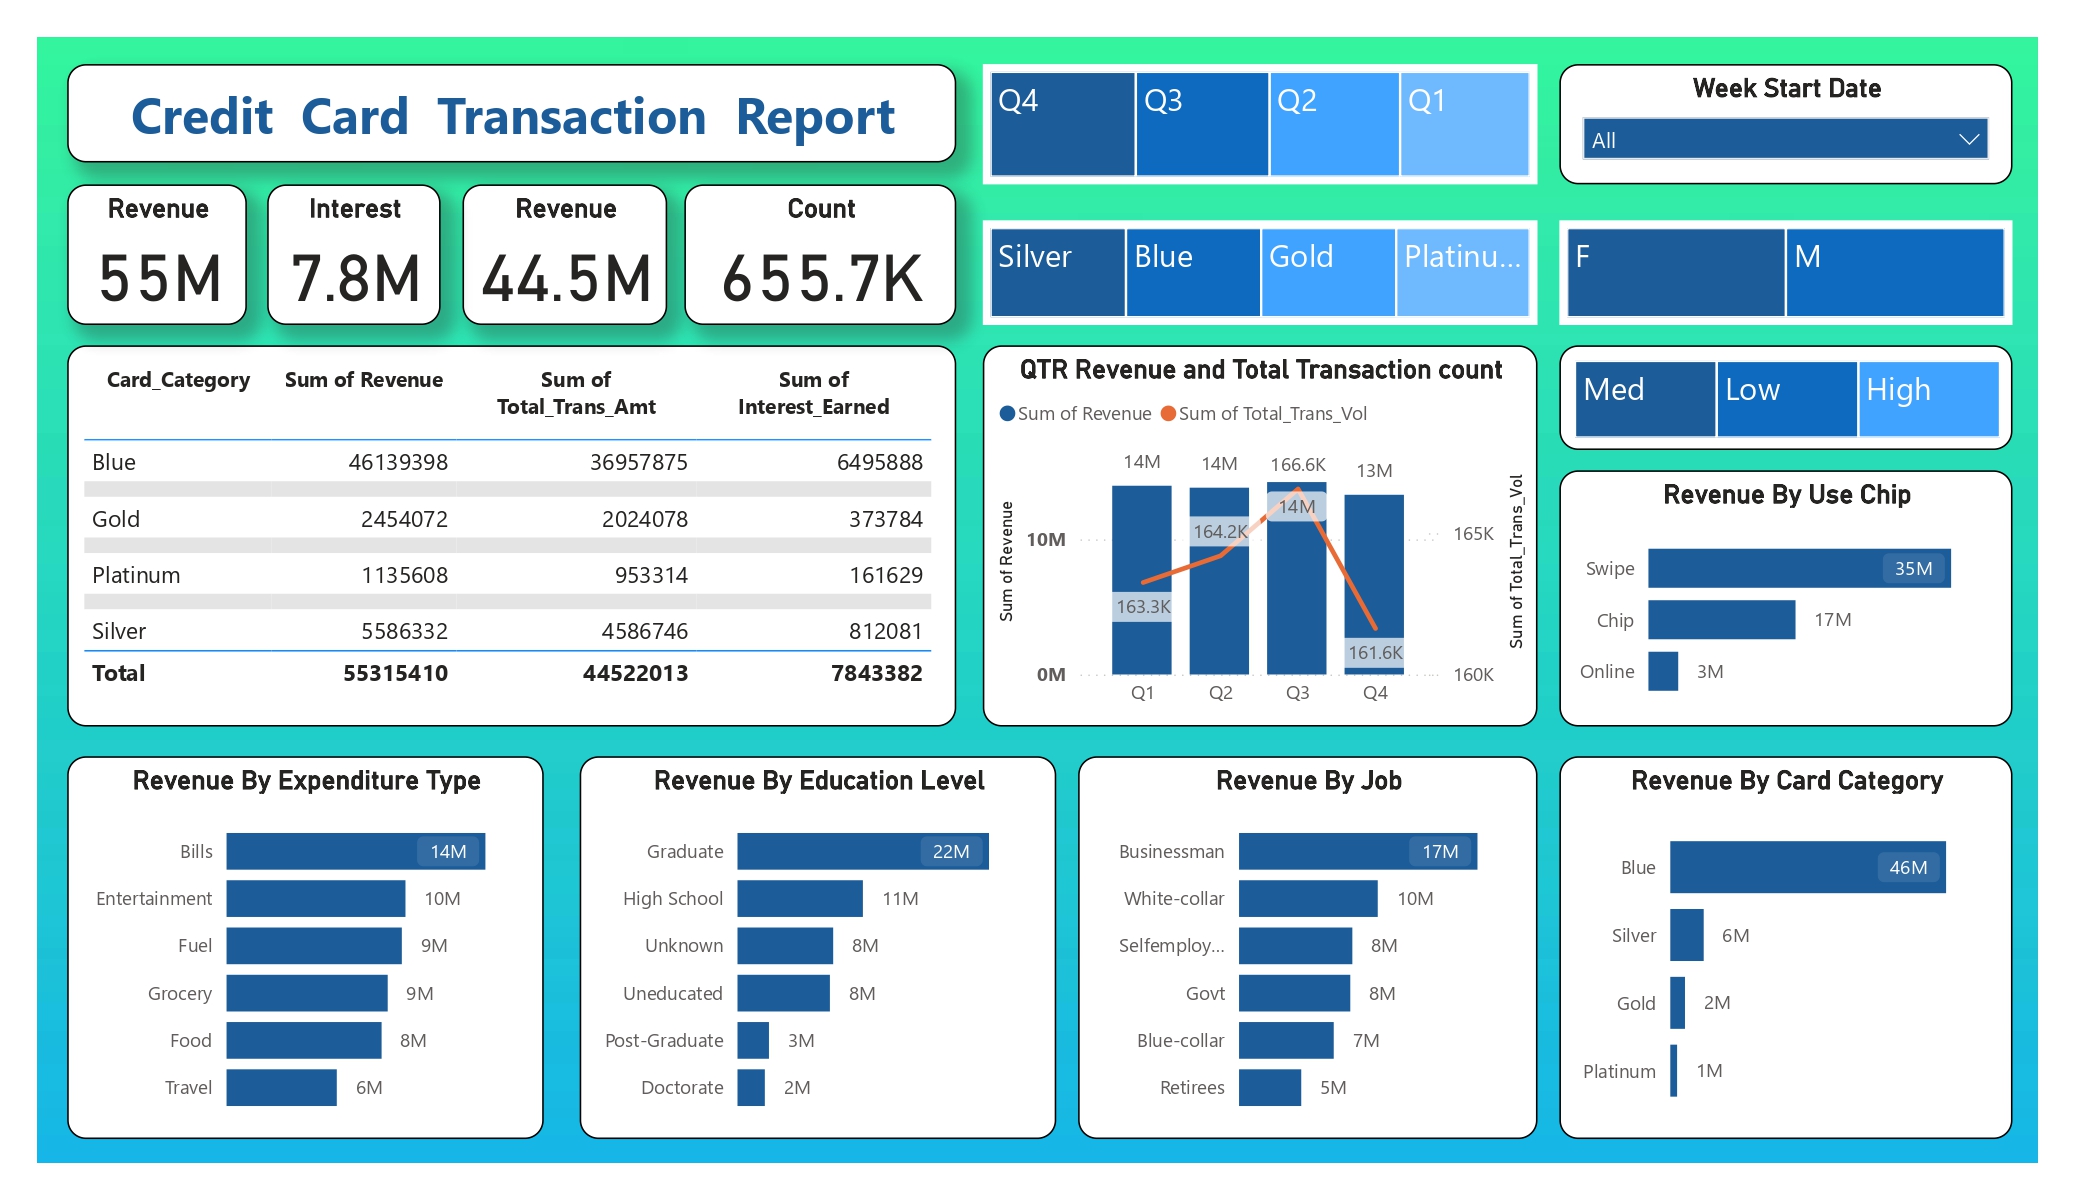 Credit Card Transaction Report
Q4 Q3 Q2 Q1
Week Start Date
All
Revenue
55M
Interest
7.8M
Revenue
44.5M
Count
655.7K
Silver Blue Gold Platinu...
F M
Card_Category Sum of Revenue Sum of Total_Trans_Amt Sum of Interest_Earned
Blue 46139398 36957875 6495888
Gold 2454072 2024078 373784
Platinum 1135608 953314 161629
Silver 5586332 4586746 812081
Total 55315410 44522013 7843382
QTR Revenue and Total Transaction count
Sum of Revenue Sum of Total_Trans_Vol
14M 14M 166.6K 13M
14M
164.2K
163.3K
161.6K
10M
0M
165K
160K
Sum of Revenue
Sum of Total_Trans_Vol
Q1 Q2 Q3 Q4
Med Low High
Revenue By Use Chip
Swipe 35M
Chip 17M
Online 3M
Revenue By Expenditure Type
Bills 14M
Entertainment 10M
Fuel 9M
Grocery 9M
Food 8M
Travel 6M
Revenue By Education Level
Graduate 22M
High School 11M
Unknown 8M
Uneducated 8M
Post-Graduate 3M
Doctorate 2M
Revenue By Job
Businessman 17M
White-collar 10M
Selfemploy... 8M
Govt 8M
Blue-collar 7M
Retirees 5M
Revenue By Card Category
Blue 46M
Silver 6M
Gold 2M
Platinum 1M